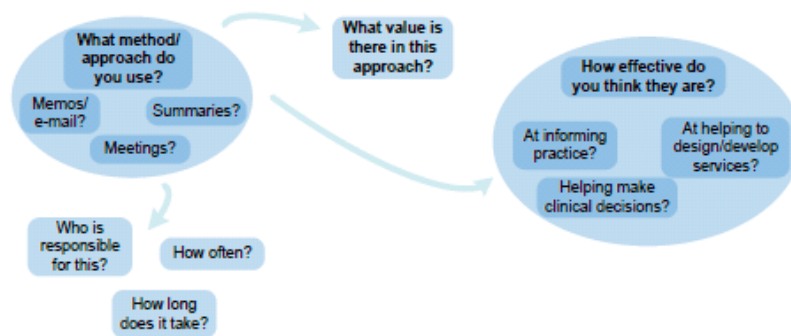 What method/
approach do
you use?
Memos/
e-mail?
Summaries?
Meetings?
What value is
there in this
approach?
How effective do
you think they are?
At informing
practice?
At helping to
design/develop
services?
Helping make
clinical decisions?
Who is
responsible
for this?
How often?
How long
does it take?